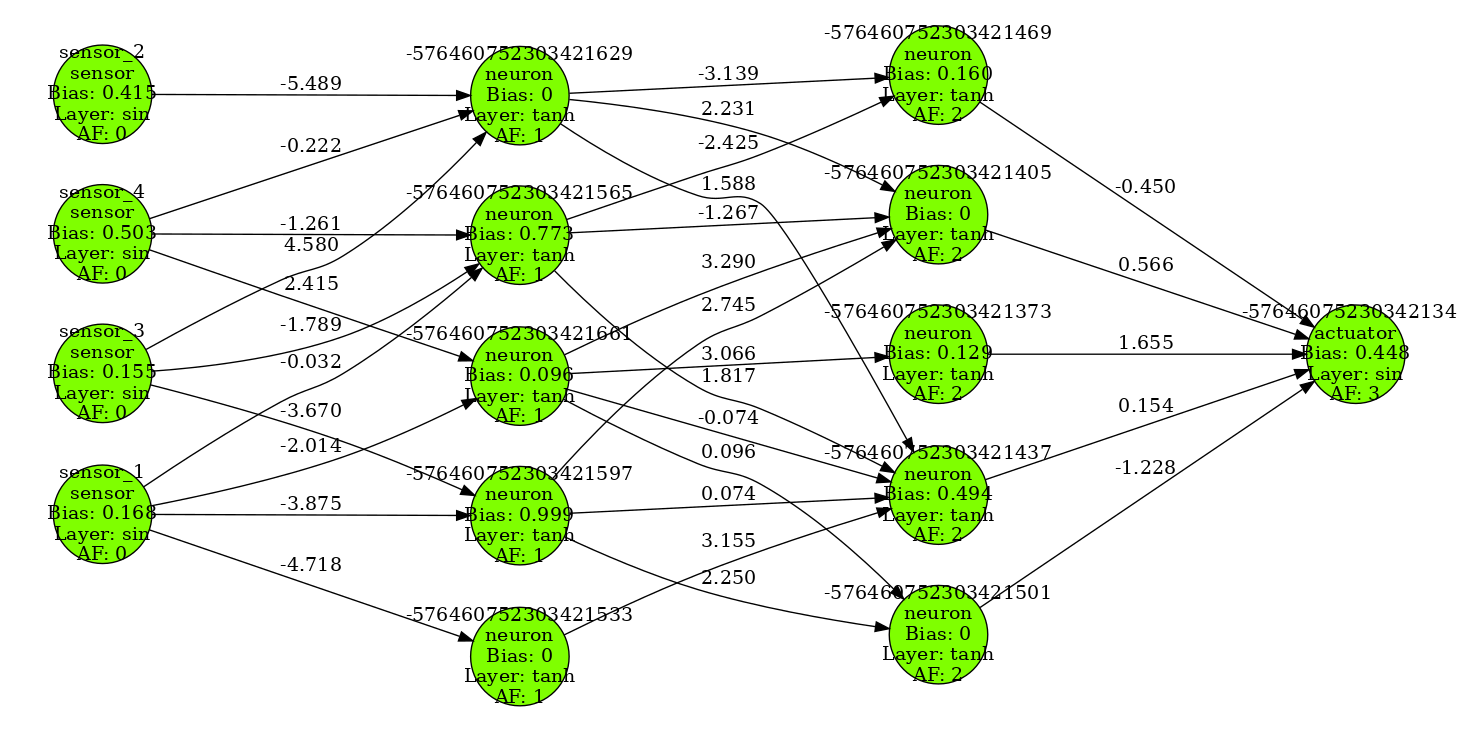 sensor_2
sensor
Bias: 0.415
Layer: sin
AF: 0
sensor_4
sensor
Bias: 0.503
Layer: sin
AF: 0
sensor_3
sensor
Bias: 0.155
Layer: sin
AF: 0
sensor_1
sensor
Bias: 0.168
Layer: sin
AF: 0
-5.489
-0.222
-1.261
4.580
2.415
-1.789
-0.032
-3.670
-2.014
-3.875
-4.718
-576460752303421629
neuron
Bias: 0
Layer: tanh
AF: 1
-576460752303421565
neuron
Bias: 0.773
Layer: tanh
AF: 1
-576460752303421661
neuron
Bias: 0.096
Layer: tanh
AF: 1
-576460752303421597
neuron
Bias: 0.999
Layer: tanh
AF: 1
-576460752303421533
neuron
Bias: 0
Layer: tanh
AF: 1
-3.139
2.231
-2.425
1.588
-1.267
3.290
2.745
3.066
1.817
-0.074
0.096
0.074
3.155
2.250
-576460752303421469
neuron
Bias: 0.160
Layer: tanh
AF: 2
-576460752303421405
neuron
Bias: 0
Layer: tanh
AF: 2
-576460752303421373
neuron
Bias: 0.129
Layer: tanh
AF: 2
-576460752303421437
neuron
Bias: 0.494
Layer: tanh
AF: 2
-576460752303421501
neuron
Bias: 0
Layer: tanh
AF: 2
-0.450
0.566
1.655
0.154
-1.228
-57646075230342134
actuator
Bias: 0.448
Layer: sin
AF: 3